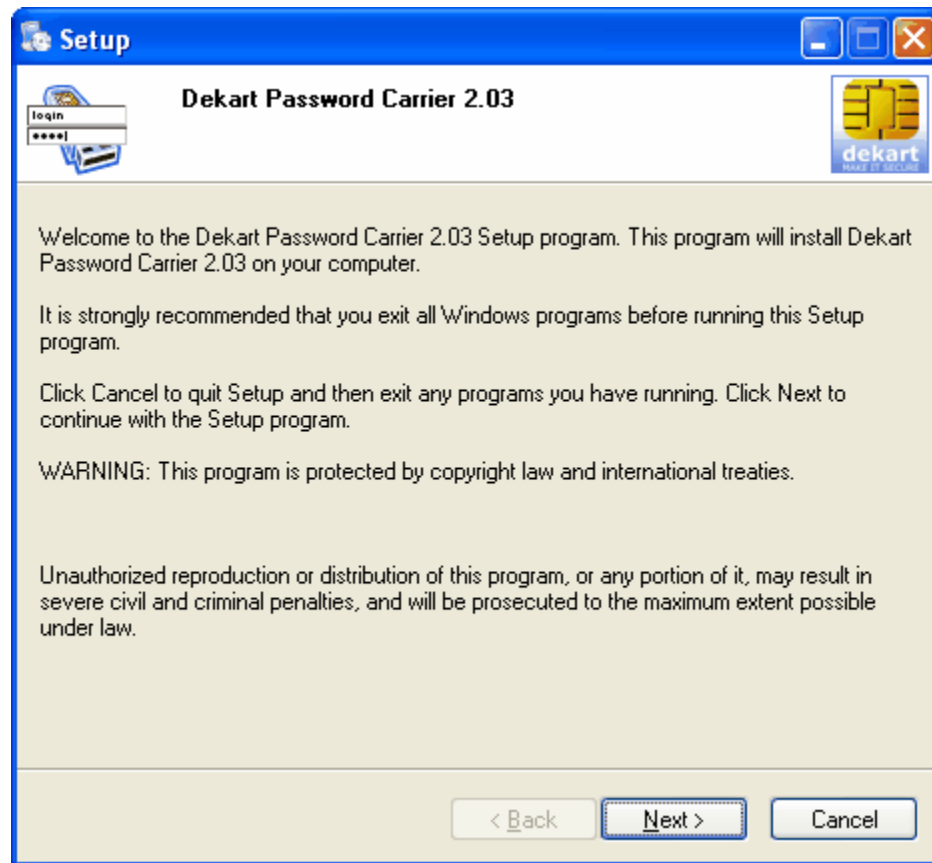 Setup
Dekart Password Carrier 2.03
login
dekart
MAKE IT SECURE
Welcome to the Dekart Password Carrier 2.03 Setup program. This program will install Dekart
Password Carrier 2.03 on your computer.
It is strongly recommended that you exit all Windows programs before running this Setup
program.
Click Cancel to quit Setup and then exit any programs you have running. Click Next to
continue with the Setup program.
WARNING: This program is protected by copyright law and international treaties.
Unauthorized reproduction or distribution of this program, or any portion of it, may result in
severe civil and criminal penalties, and will be prosecuted to the maximum extent possible
under law.
< Back Next > Cancel